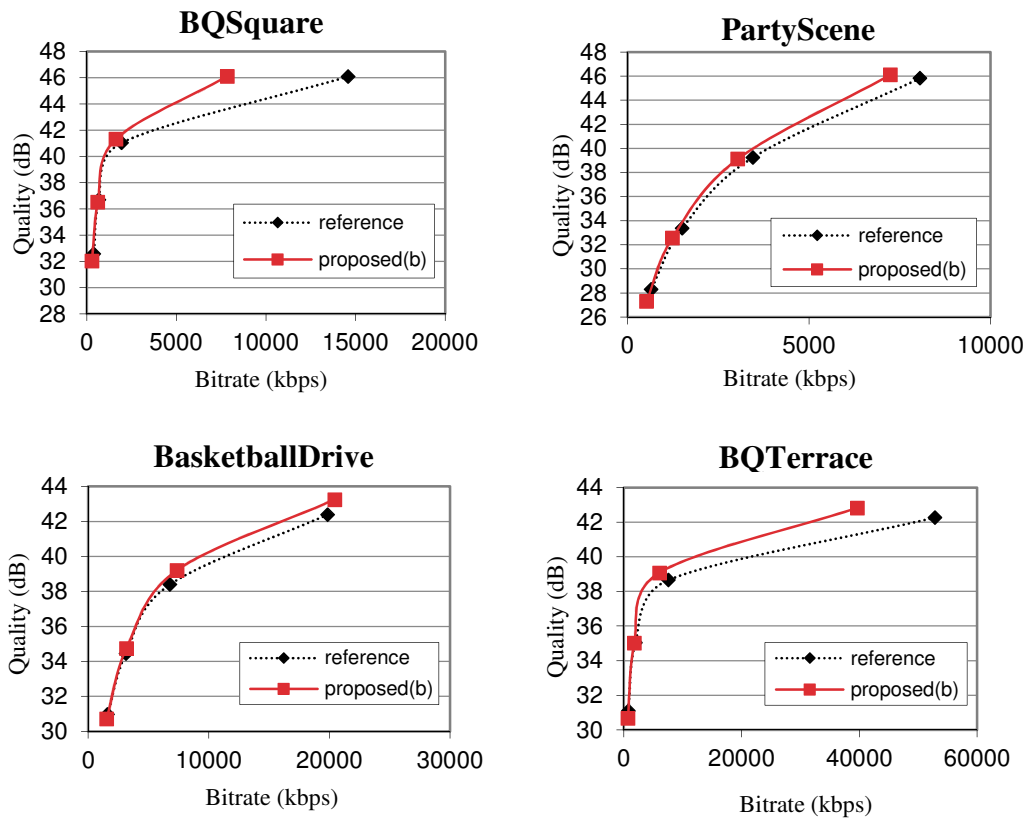 BQSquare
48
46
44
42
40
38
36
34
32
30
28
Quality (dB)
reference
proposed(b)
0 5000 10000 15000 20000
Bitrate (kbps)
PartyScene
48
46
44
42
40
38
36
34
32
30
28
26
Quality (dB)
reference
proposed(b)
0 5000 10000
Bitrate (kbps)
BasketballDrive
44
42
40
38
36
34
32
30
Quality (dB)
reference
proposed(b)
0 10000 20000 30000
Bitrate (kbps)
BQTerrace
44
42
40
38
36
34
32
30
Quality (dB)
reference
proposed(b)
0 20000 40000 60000
Bitrate (kbps)